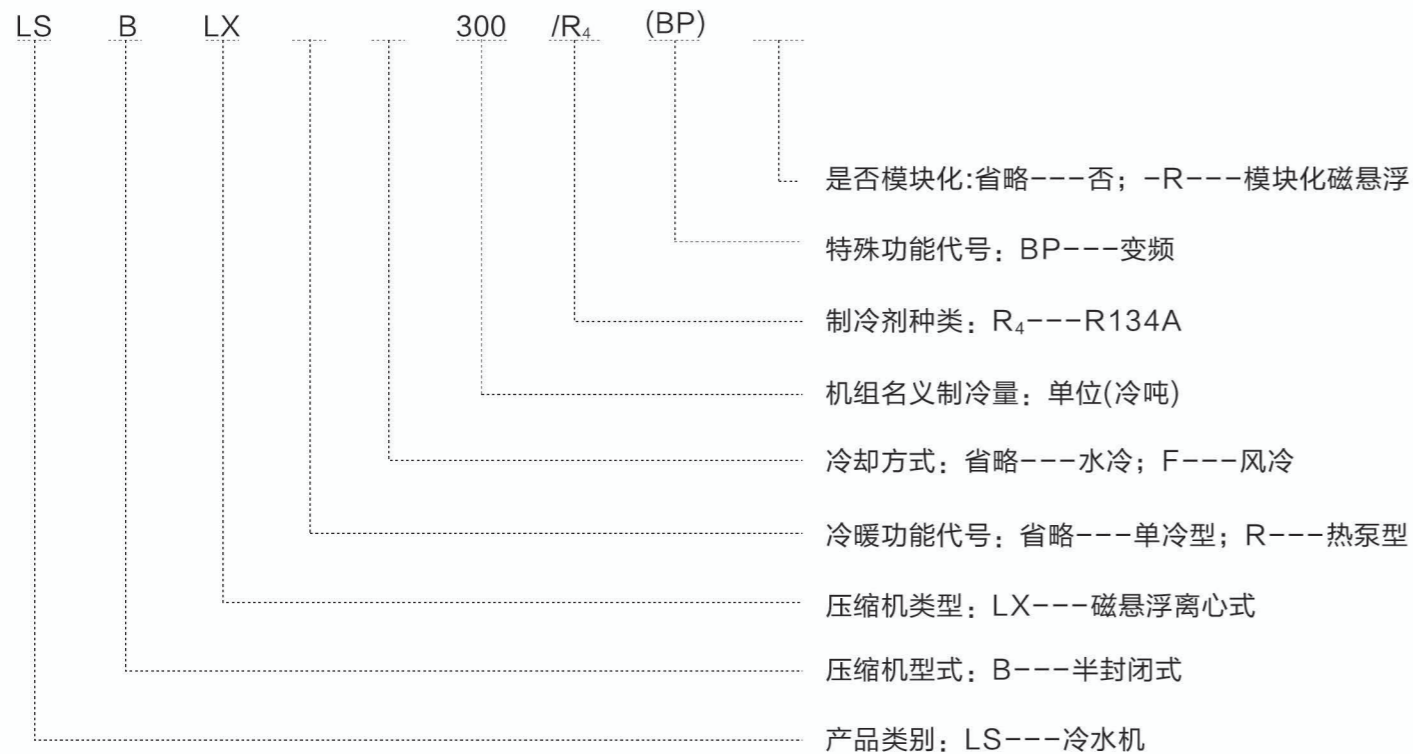 LS B LX 300 /R₄ (BP)
是否模块化:省略---否；-R---模块化磁悬浮
特殊功能代号：BP---变频
制冷剂种类：R₄---R134A
机组名义制冷量：单位(冷吨)
冷却方式：省略---水冷；F---风冷
冷暖功能代号：省略---单冷型；R---热泵型
压缩机类型：LX---磁悬浮离心式
压缩机型式：B---半封闭式
产品类别：LS---冷水机